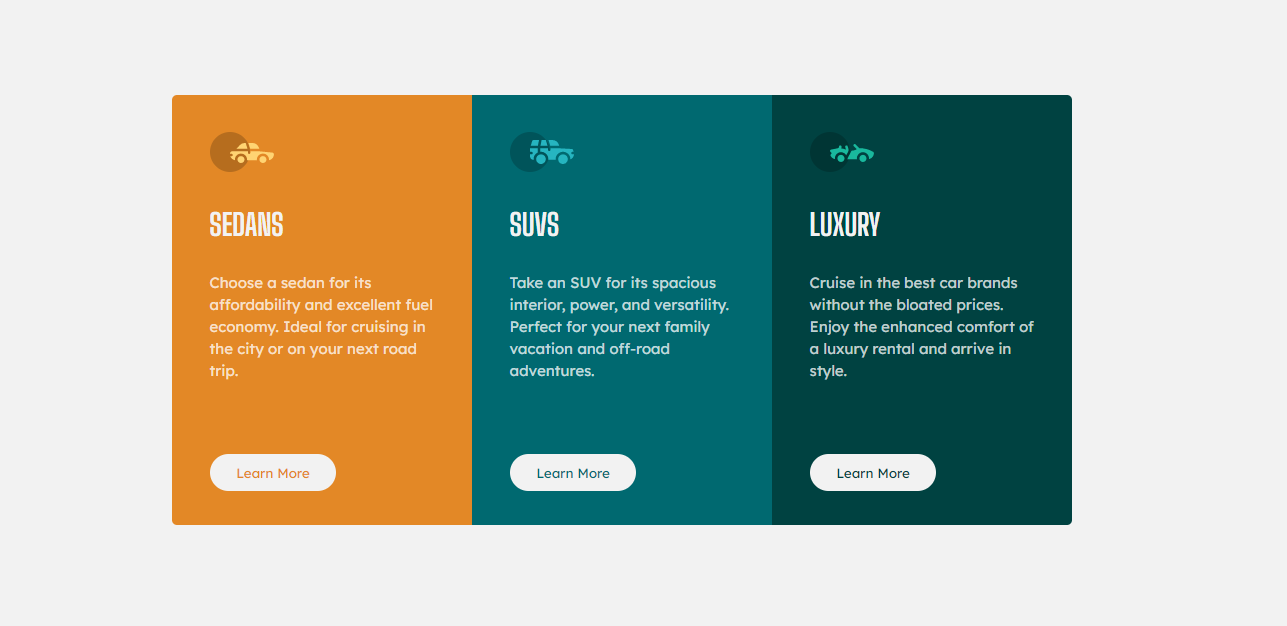 SEDANS
Choose a sedan for its
affordability and excellent fuel
economy. Ideal for cruising in
the city or on your next road
trip.
Learn More
SUVS
Take an SUV for its spacious
interior, power, and versatility.
Perfect for your next family
vacation and off-road
adventures.
Learn More
LUXURY
Cruise in the best car brands
without the bloated prices.
Enjoy the enhanced comfort of
a luxury rental and arrive in
style.
Learn More